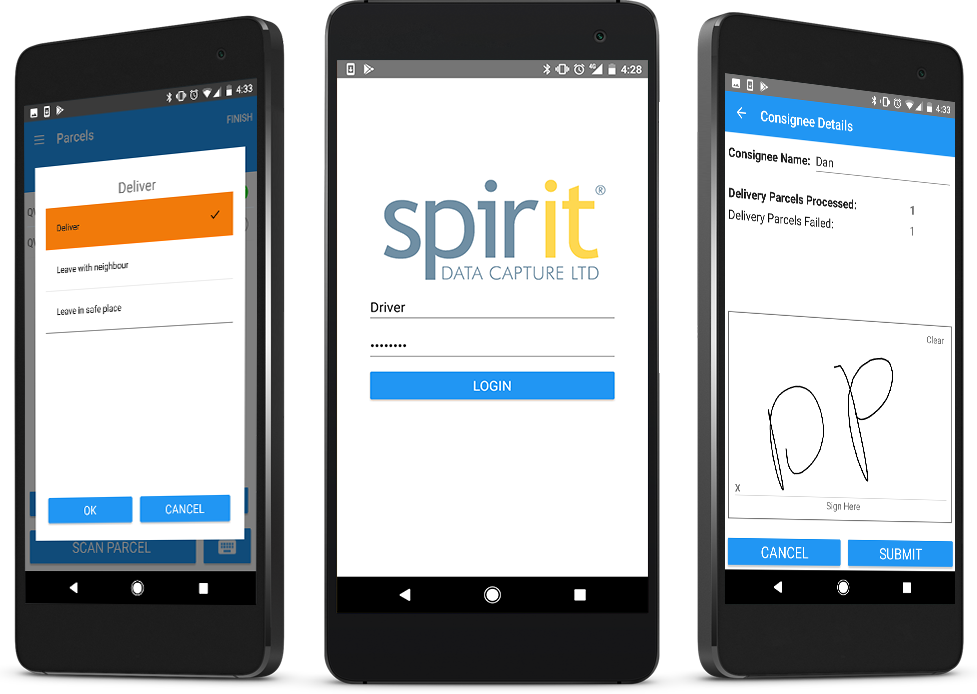 4:33
FINISH
Parcels
Deliver
Deliver
Leave with neighbour
Leave in safe place
OK
CANCEL
SCAN PARCEL
4G 4:28
spirit®
DATA CAPTURE LTD
Driver
••••••••
LOGIN
4:33
Consignee Details
Consignee Name: Dan
Delivery Parcels Processed: 1
Delivery Parcels Failed: 1
Clear
DP
X
Sign Here
CANCEL
SUBMIT